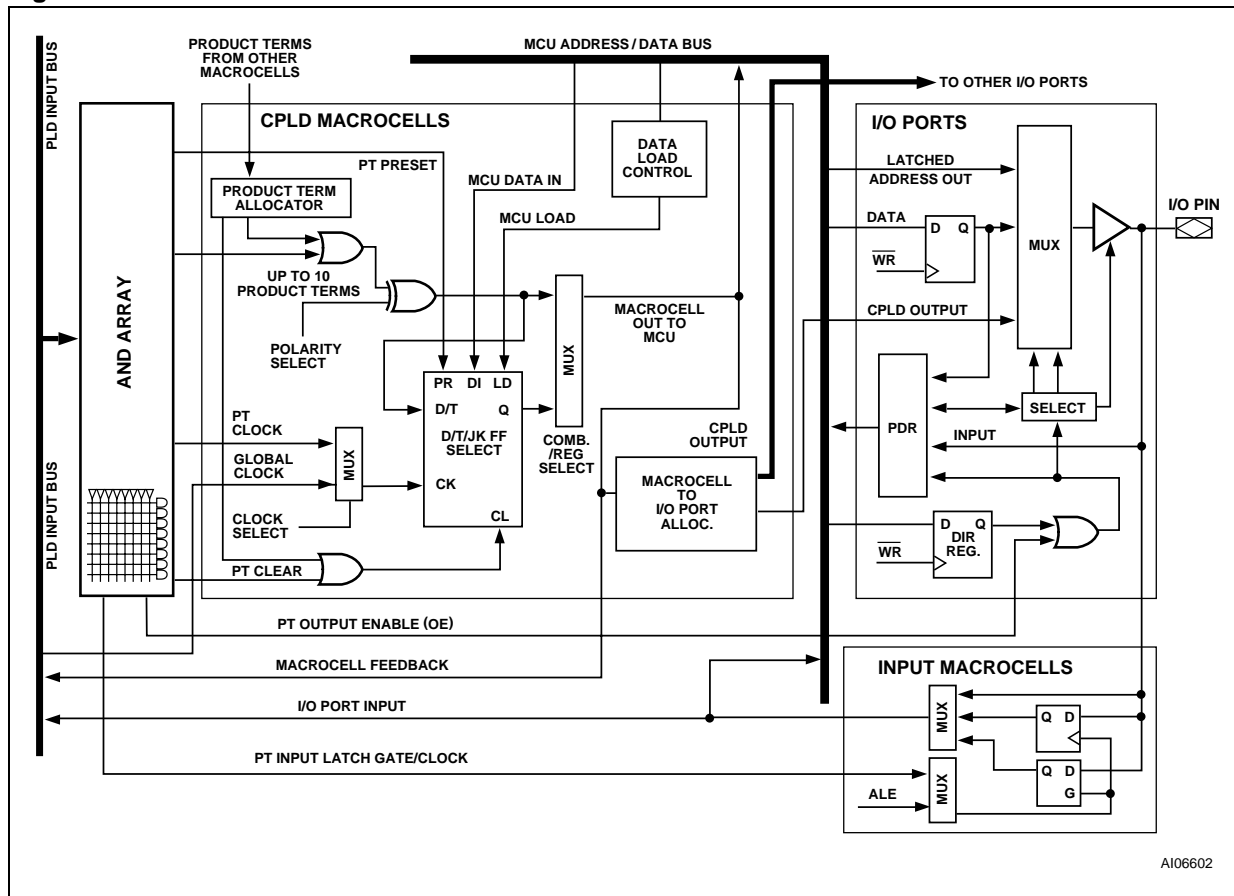 PRODUCT TERMS
FROM OTHER
MACROCELLS
MCU ADDRESS / DATA BUS
TO OTHER I/O PORTS
PLD INPUT BUS
CPLD MACROCELLS
I/O PORTS
PT PRESET
MCU DATA IN
MCU LOAD
DATA
LOAD
CONTROL
LATCHED
ADDRESS OUT
I/O PIN
PRODUCT TERM
ALLOCATOR
DATA
D Q
WR
MUX
AND ARRAY
UP TO 10
PRODUCT TERMS
POLARITY
SELECT
MUX
MACROCELL
OUT TO
MCU
CPLD OUTPUT
PR DI LD
D/T Q
D/T/JK FF
SELECT
CK
CL
COMB.
/REG
SELECT
CPLD
OUTPUT
PDR
SELECT
INPUT
PT
CLOCK
GLOBAL
CLOCK
CLOCK
SELECT
MUX
MACROCELL
TO
I/O PORT
ALLOC.
PLD INPUT BUS
D Q
DIR
REG.
WR
PT CLEAR
PT OUTPUT ENABLE (OE)
MACROCELL FEEDBACK
INPUT MACROCELLS
I/O PORT INPUT
MUX
Q D
PT INPUT LATCH GATE/CLOCK
MUX
Q D
G
ALE
AI06602